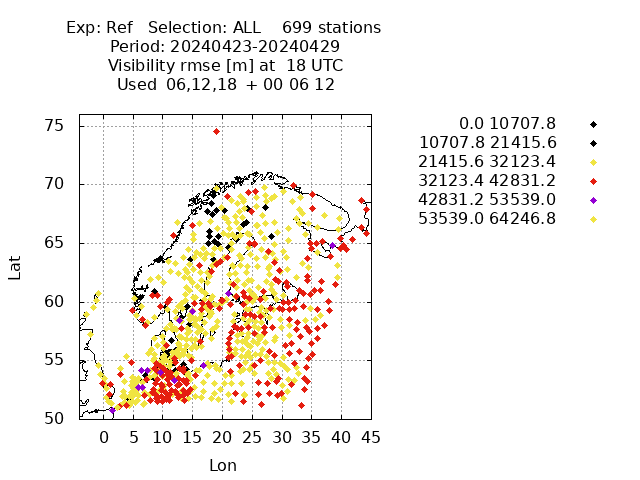 Exp: Ref   Selection: ALL    699 stations
Period: 20240423-20240429
Visibility rmse [m] at  18 UTC
Used  06,12,18  + 00 06 12
75
70
65
60
55
50
Lat
0 5 10 15 20 25 30 35 40 45
Lon
0.0 10707.8
10707.8 21415.6
21415.6 32123.4
32123.4 42831.2
42831.2 53539.0
53539.0 64246.8